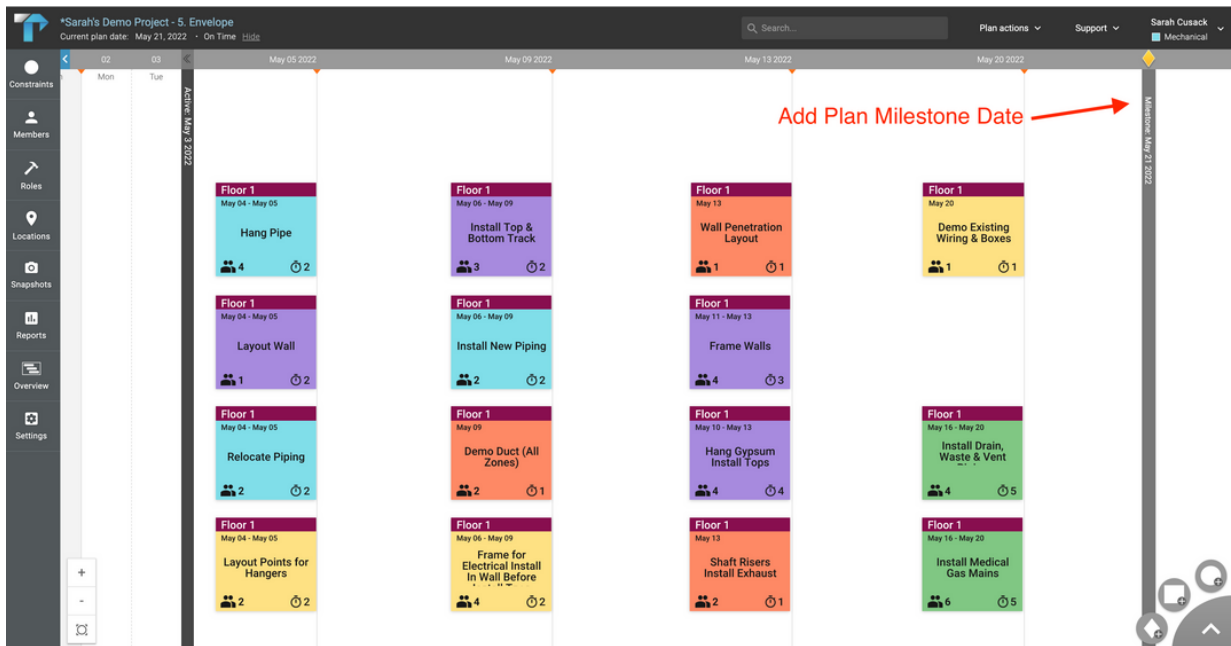 *Sarah's Demo Project - 5. Envelope
Current plan date: May 21, 2022 · On Time Hide
Search...
Plan actions
Support
Sarah Cusack
Mechanical
02
03
May 05 2022
May 09 2022
May 13 2022
May 20 2022
Mon
Tue
Constraints
Members
Roles
Locations
Snapshots
Reports
Overview
Settings
Active: May 3 2022
Add Plan Milestone Date
Milestone: May 21 2022
Floor 1
May 04 - May 05
Hang Pipe
4 2
Floor 1
May 06 - May 09
Install Top &
Bottom Track
3 2
Floor 1
May 13
Wall Penetration
Layout
1 1
Floor 1
May 20
Demo Existing
Wiring & Boxes
1 1
Floor 1
May 04 - May 05
Layout Wall
1 2
Floor 1
May 06 - May 09
Install New Piping
2 2
Floor 1
May 11 - May 13
Frame Walls
4 3
Floor 1
May 04 - May 05
Relocate Piping
2 2
Floor 1
May 09
Demo Duct (All
Zones)
2 1
Floor 1
May 10 - May 13
Hang Gypsum
Install Tops
4 4
Floor 1
May 16 - May 20
Install Drain,
Waste & Vent
4 5
Floor 1
May 04 - May 05
Layout Points for
Hangers
2 2
Floor 1
May 06 - May 09
Frame for
Electrical Install
In Wall Before
4 2
Floor 1
May 13
Shaft Risers
Install Exhaust
2 1
Floor 1
May 16 - May 20
Install Medical
Gas Mains
6 5
+
-